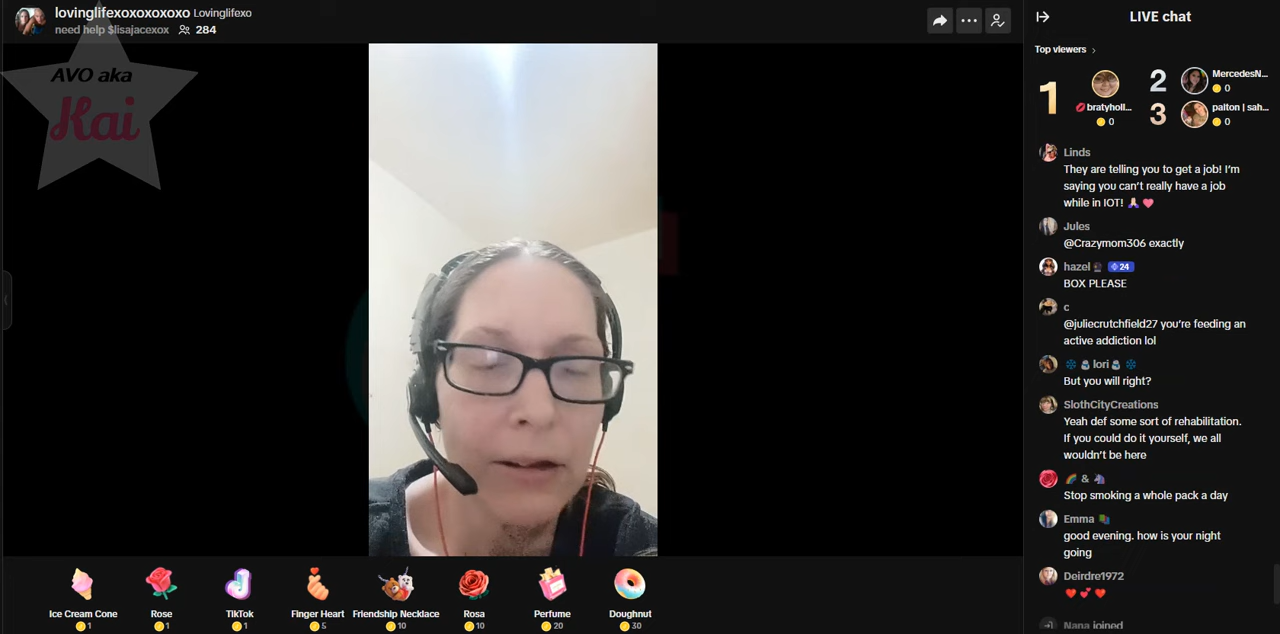 lovinglifexoxoxoxoxo Lovinglifexo
need help $lisajacexox 284
AVO aka
Kai
LIVE chat
Top viewers
1
bratyholl...
0
2
MercedesN...
0
3
palton | sah...
0
Linds
They are telling you to get a job! I'm
saying you can't really have a job
while in IOT!
Jules
@Crazymom306 exactly
hazel 24
BOX PLEASE
c
@juliecrutchfield27 you're feeding an
active addiction lol
lori
But you will right?
SlothCityCreations
Yeah def some sort of rehabilitation.
If you could do it yourself, we all
wouldn't be here
&
Stop smoking a whole pack a day
Emma
good evening. how is your night
going
Deirdre1972
Nana joined
Ice Cream Cone
1
Rose
1
TikTok
1
Finger Heart
5
Friendship Necklace
10
Rosa
10
Perfume
20
Doughnut
30